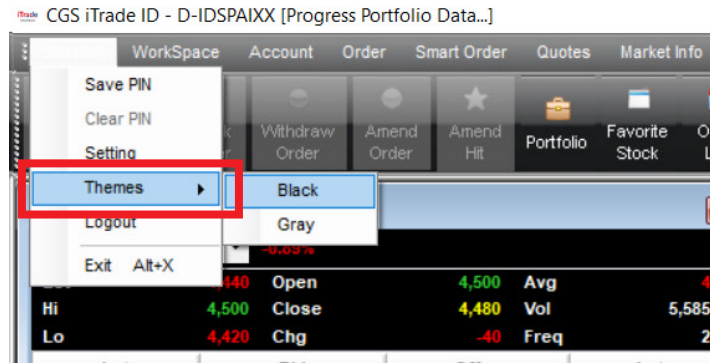 iTrade CGS iTrade ID - D-IDSPAIXX [Progress Portfolio Data...]
WorkSpace Account Order Smart Order Quotes Market Info
Save PIN
Clear PIN
Setting
Themes
Logout
Exit Alt+X
Black
Gray
Withdraw Order
Amend Order
Amend Hit
Portfolio
Favorite Stock
-0.89%
Open 4,500 Avg
Hi 4,500 Close 4,480 Vol 5,585
Lo 4,420 Chg -40 Freq 2